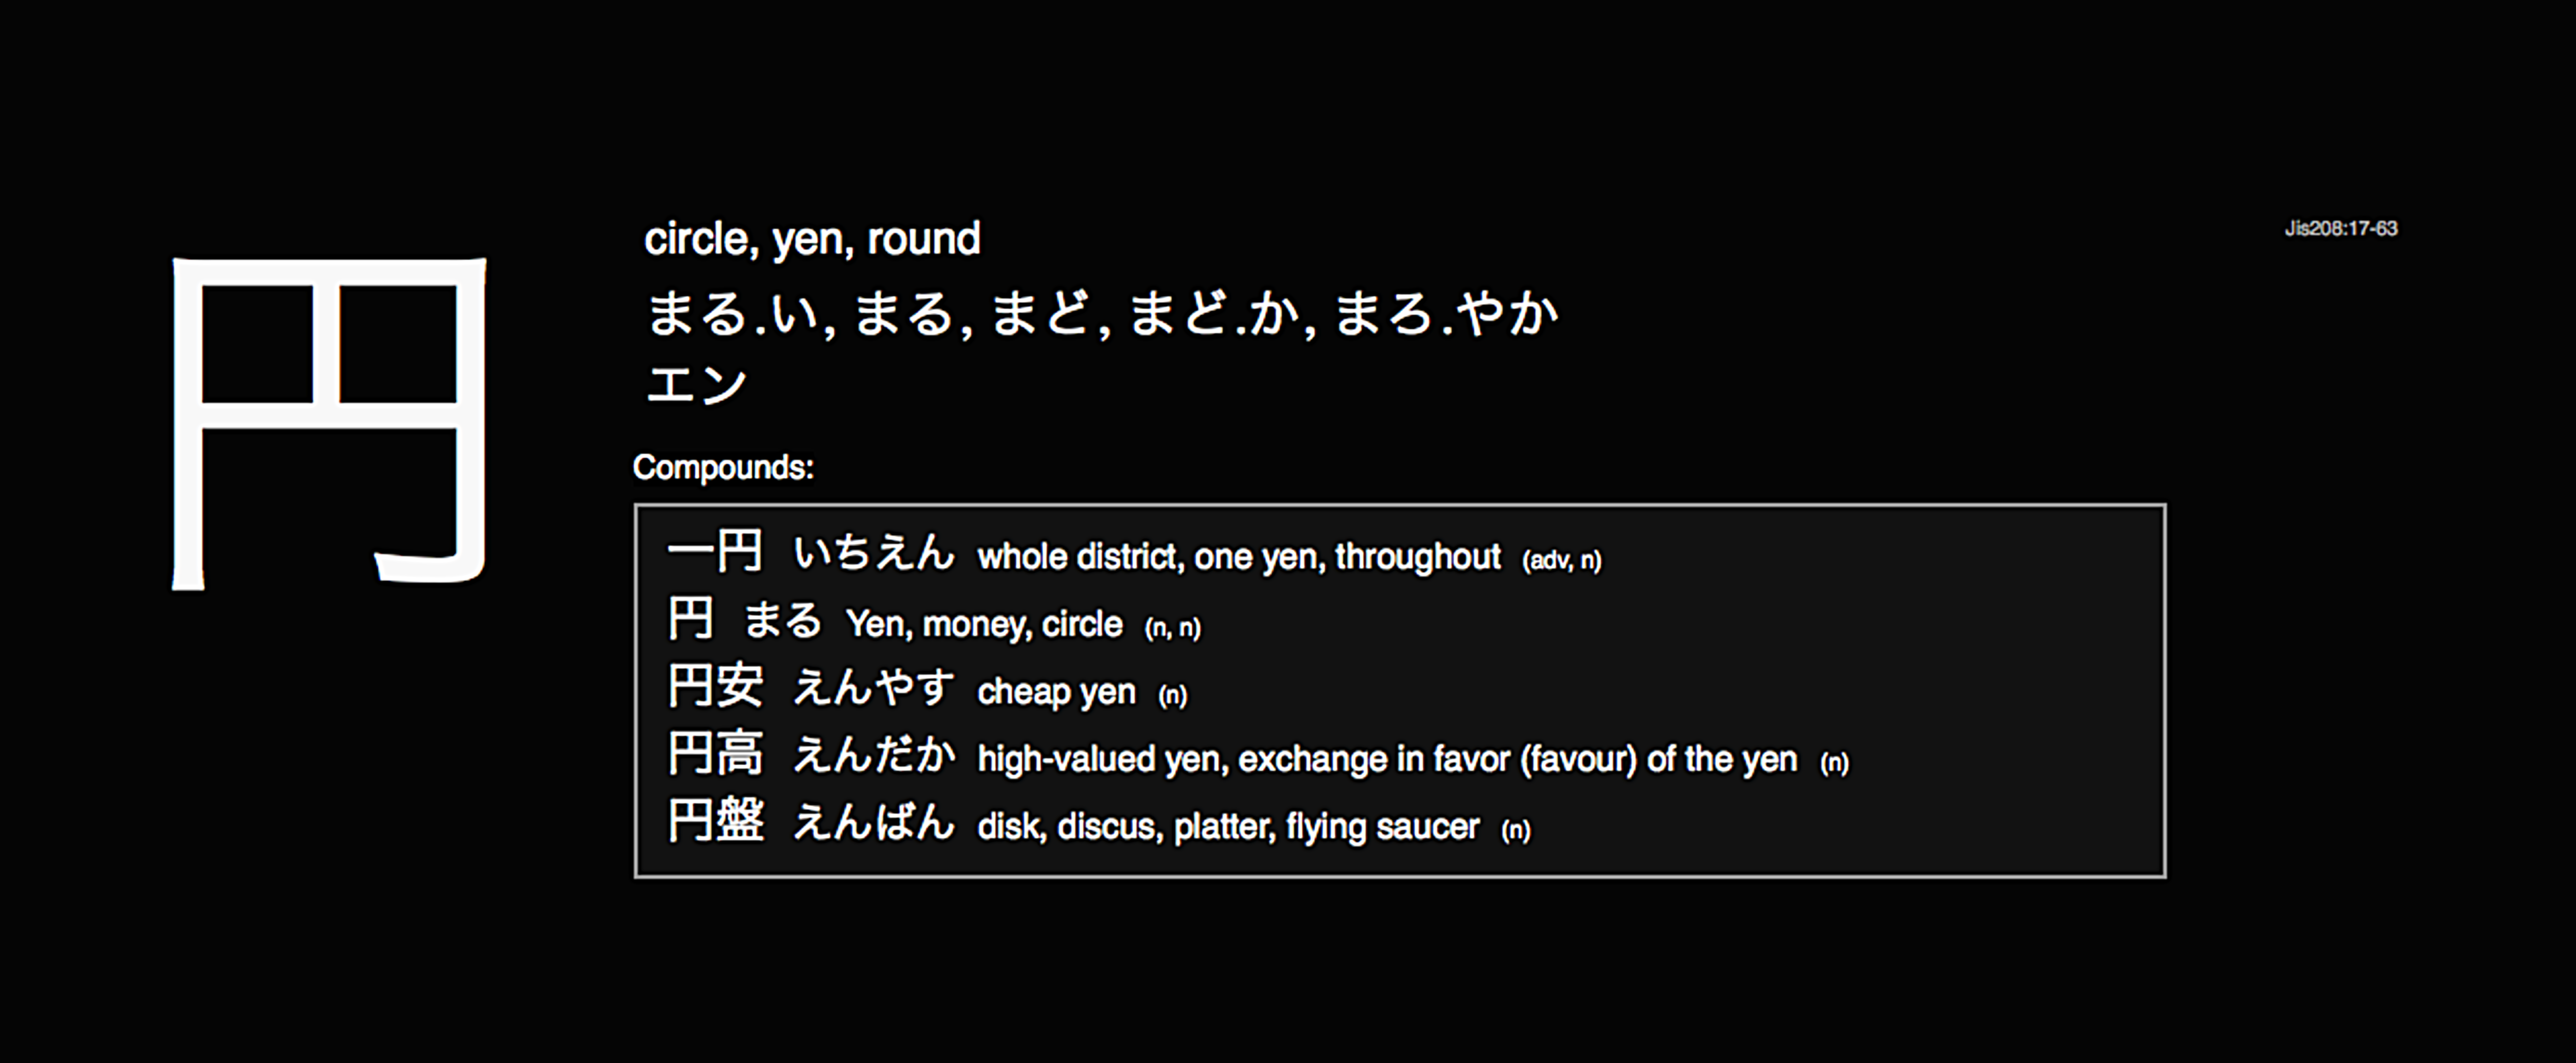 円
circle, yen, round
Jis208:17-63
まる.い, まる, まど, まど.か, まろ.やか
エン
Compounds:
一円 いちえん whole district, one yen, throughout (adv, n)
円 まる Yen, money, circle (n, n)
円安 えんやす cheap yen (n)
円高 えんだか high-valued yen, exchange in favor (favour) of the yen (n)
円盤 えんばん disk, discus, platter, flying saucer (n)